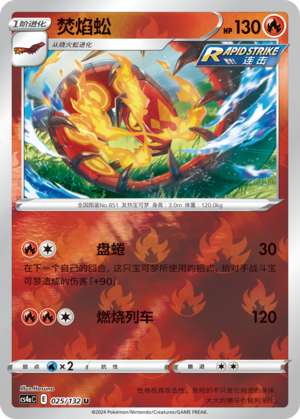 1阶进化
焚焰蚣
HP 130
从烧火蚣进化
RAPID STRIKE
连击
全国图鉴No.851 发热宝可梦 身高：3.0m 体重：120.0kg
盘蜷 30
在下一个自己的回合，这只宝可梦所使用的招式，给对手战斗宝
可梦造成的伤害「+90」。
燃烧列车 120
弱点 ×2 抵抗力 撤退
Illus.Hasuno
CS4aC E 025/132 U
©2024 Pokémon/Nintendo/Creatures/GAME FREAK.